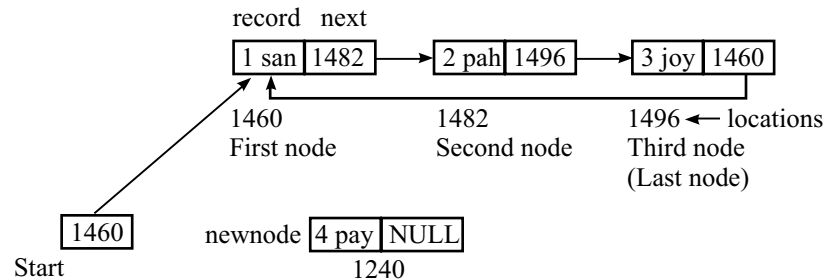 record next
1 san 1482 2 pah 1496 3 joy 1460
1460 1482 1496 locations
First node Second node Third node
(Last node)
1460 newnode 4 pay NULL
Start 1240